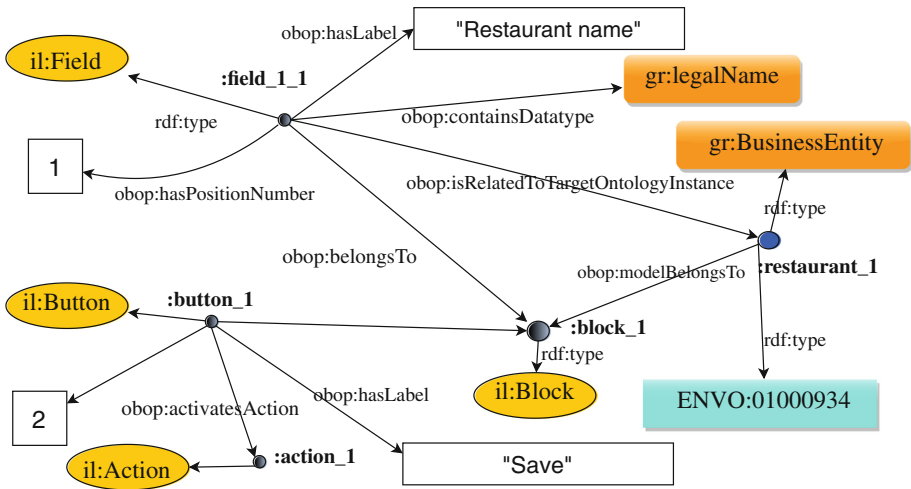 obop:hasLabel
"Restaurant name"
il:Field
:field_1_1
gr:legalName
rdf:type
obop:containsDatatype
1
gr:BusinessEntity
obop:hasPositionNumber
obop:isRelatedToTargetOntologyInstance
rdf:type
obop:belongsTo
obop:modelBelongsTo
:restaurant_1
il:Button
:button_1
:block_1
rdf:type
rdf:type
il:Block
ENVO:01000934
2
obop:activatesAction
obop:hasLabel
il:Action
:action_1
"Save"